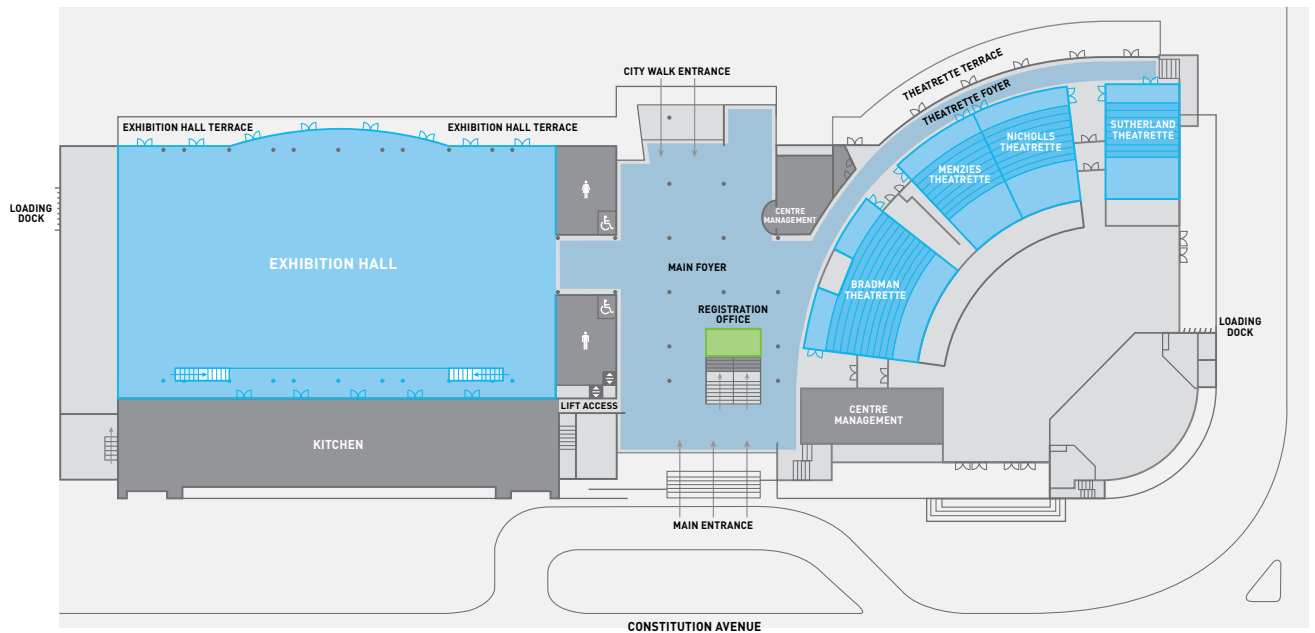 CITY WALK ENTRANCE
THEATRETTE TERRACE
THEATRETTE FOYER
EXHIBITION HALL TERRACE
EXHIBITION HALL TERRACE
SUTHERLAND
THEATRETTE
NICHOLLS
THEATRETTE
MENZIES
THEATRETTE
LOADING
DOCK
CENTRE
MANAGEMENT
EXHIBITION HALL
MAIN FOYER
BRADMAN
THEATRETTE
REGISTRATION
OFFICE
LOADING
DOCK
LIFT ACCESS
CENTRE
MANAGEMENT
KITCHEN
MAIN ENTRANCE
CONSTITUTION AVENUE